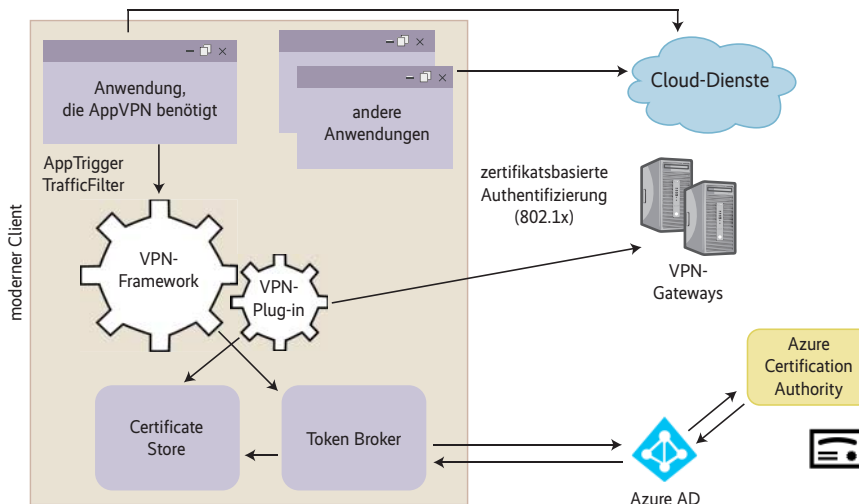 Anwendung,
die AppVPN benötigt
andere
Anwendungen
Cloud-Dienste
AppTrigger
TrafficFilter
zertifikatsbasierte
Authentifizierung
(802.1x)
moderner Client
VPN-
Framework
VPN-
Plug-in
VPN-
Gateways
Azure
Certification
Authority
Certificate
Store
Token Broker
Azure AD